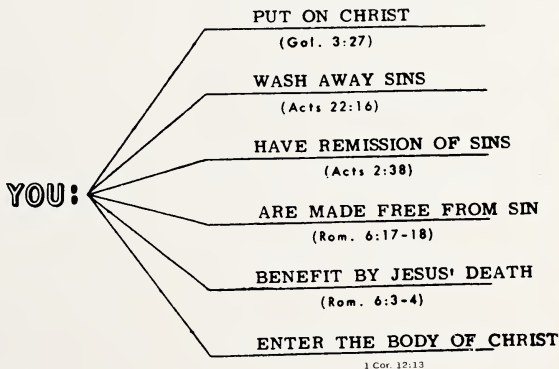 PUT ON CHRIST
(Gal. 3:27)
WASH AWAY SINS
(Acts 22:16)
HAVE REMISSION OF SINS
(Acts 2:38)
YOU:
ARE MADE FREE FROM SIN
(Rom. 6:17-18)
BENEFIT BY JESUS' DEATH
(Rom. 6:3-4)
ENTER THE BODY OF CHRIST
1 Cor. 12:13